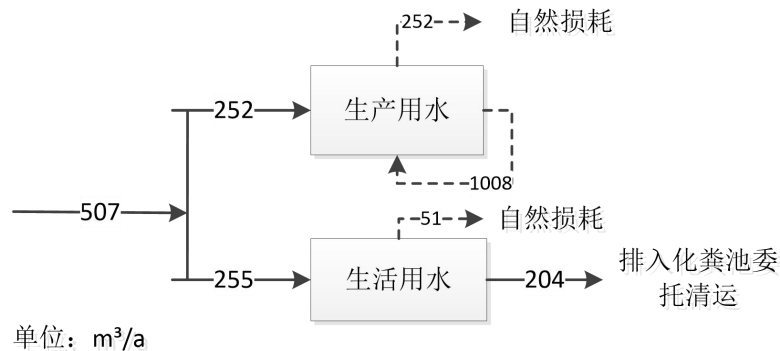 252
自然损耗
252
生产用水
1008
507
51
自然损耗
255
生活用水
204
排入化粪池委
托清运
单位：m³/a